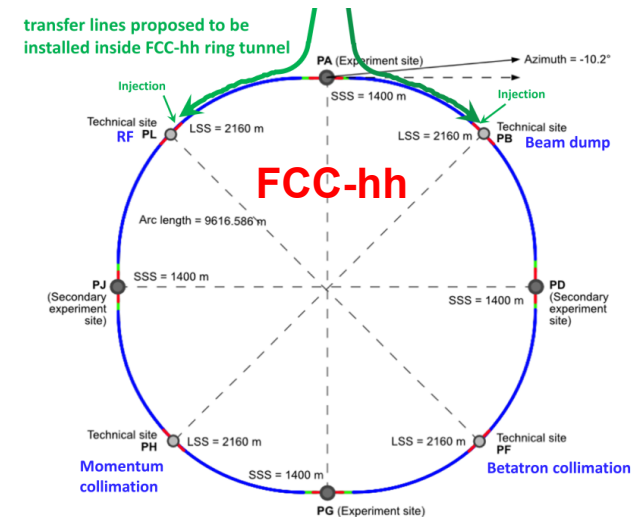 transfer lines proposed to be
installed inside FCC-hh ring tunnel
PA (Experiment site)
Azimuth = -10.2°
Injection
SSS = 1400 m
Injection
Technical site
RF PL
LSS = 2160 m
LSS = 2160 m
Technical site
PB
Beam dump
FCC-hh
Arc length = 9616.586 m
PJ
(Secondary
experiment
site)
SSS = 1400 m
SSS = 1400 m
PD
(Secondary
experiment
site)
Technical site
PH
LSS = 2160 m
LSS = 2160 m
Technical site
PF
Momentum
collimation
Betatron collimation
SSS = 1400 m
PG (Experiment site)